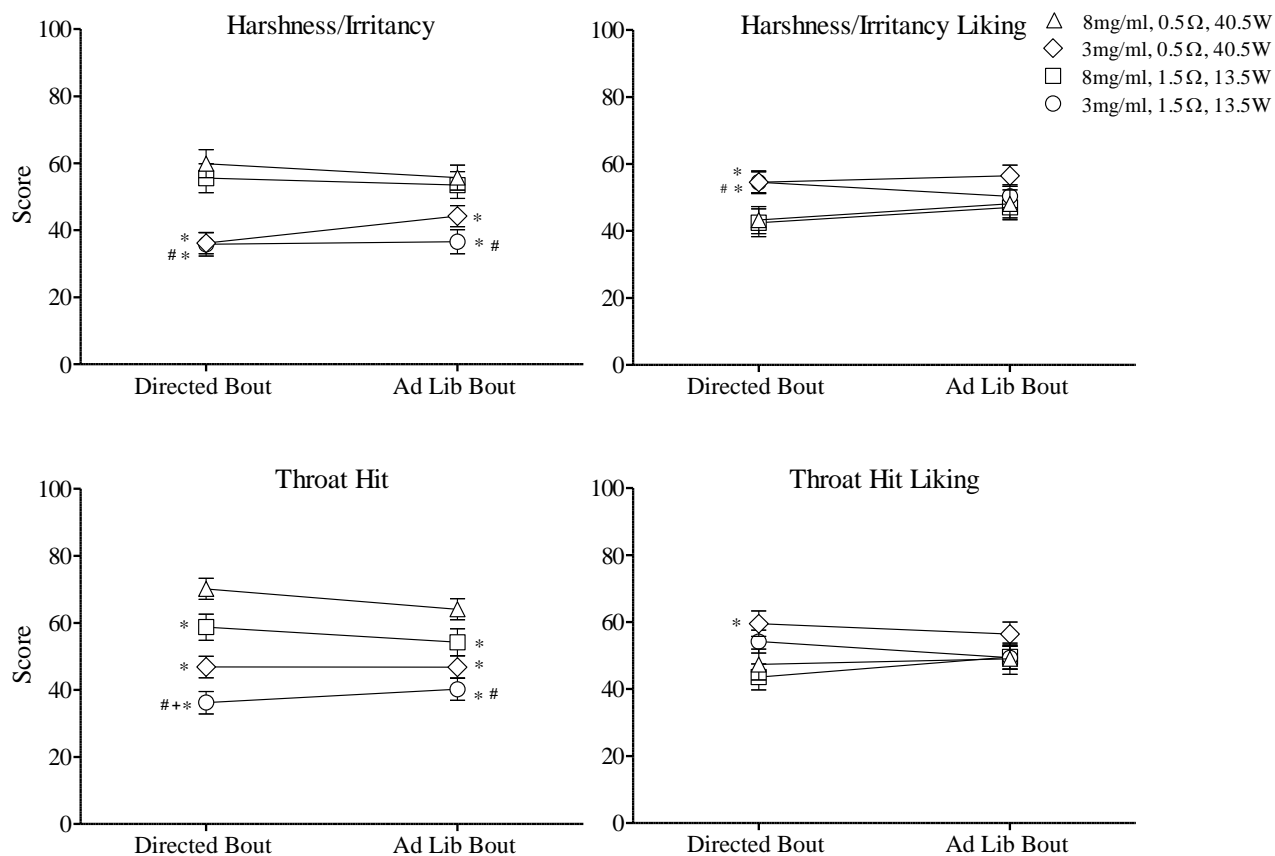 Harshness/Irritancy
100
80
60
40
20
0
Score
*
# *
*
* #
Directed Bout Ad Lib Bout
Harshness/Irritancy Liking
100
80
60
40
20
0
*
# *
Directed Bout Ad Lib Bout
8mg/ml, 0.5Ω, 40.5W
3mg/ml, 0.5Ω, 40.5W
8mg/ml, 1.5Ω, 13.5W
3mg/ml, 1.5Ω, 13.5W
Throat Hit
100
80
60
40
20
0
Score
*
*
#+*
*
*
* #
Directed Bout Ad Lib Bout
Throat Hit Liking
100
80
60
40
20
0
*
Directed Bout Ad Lib Bout